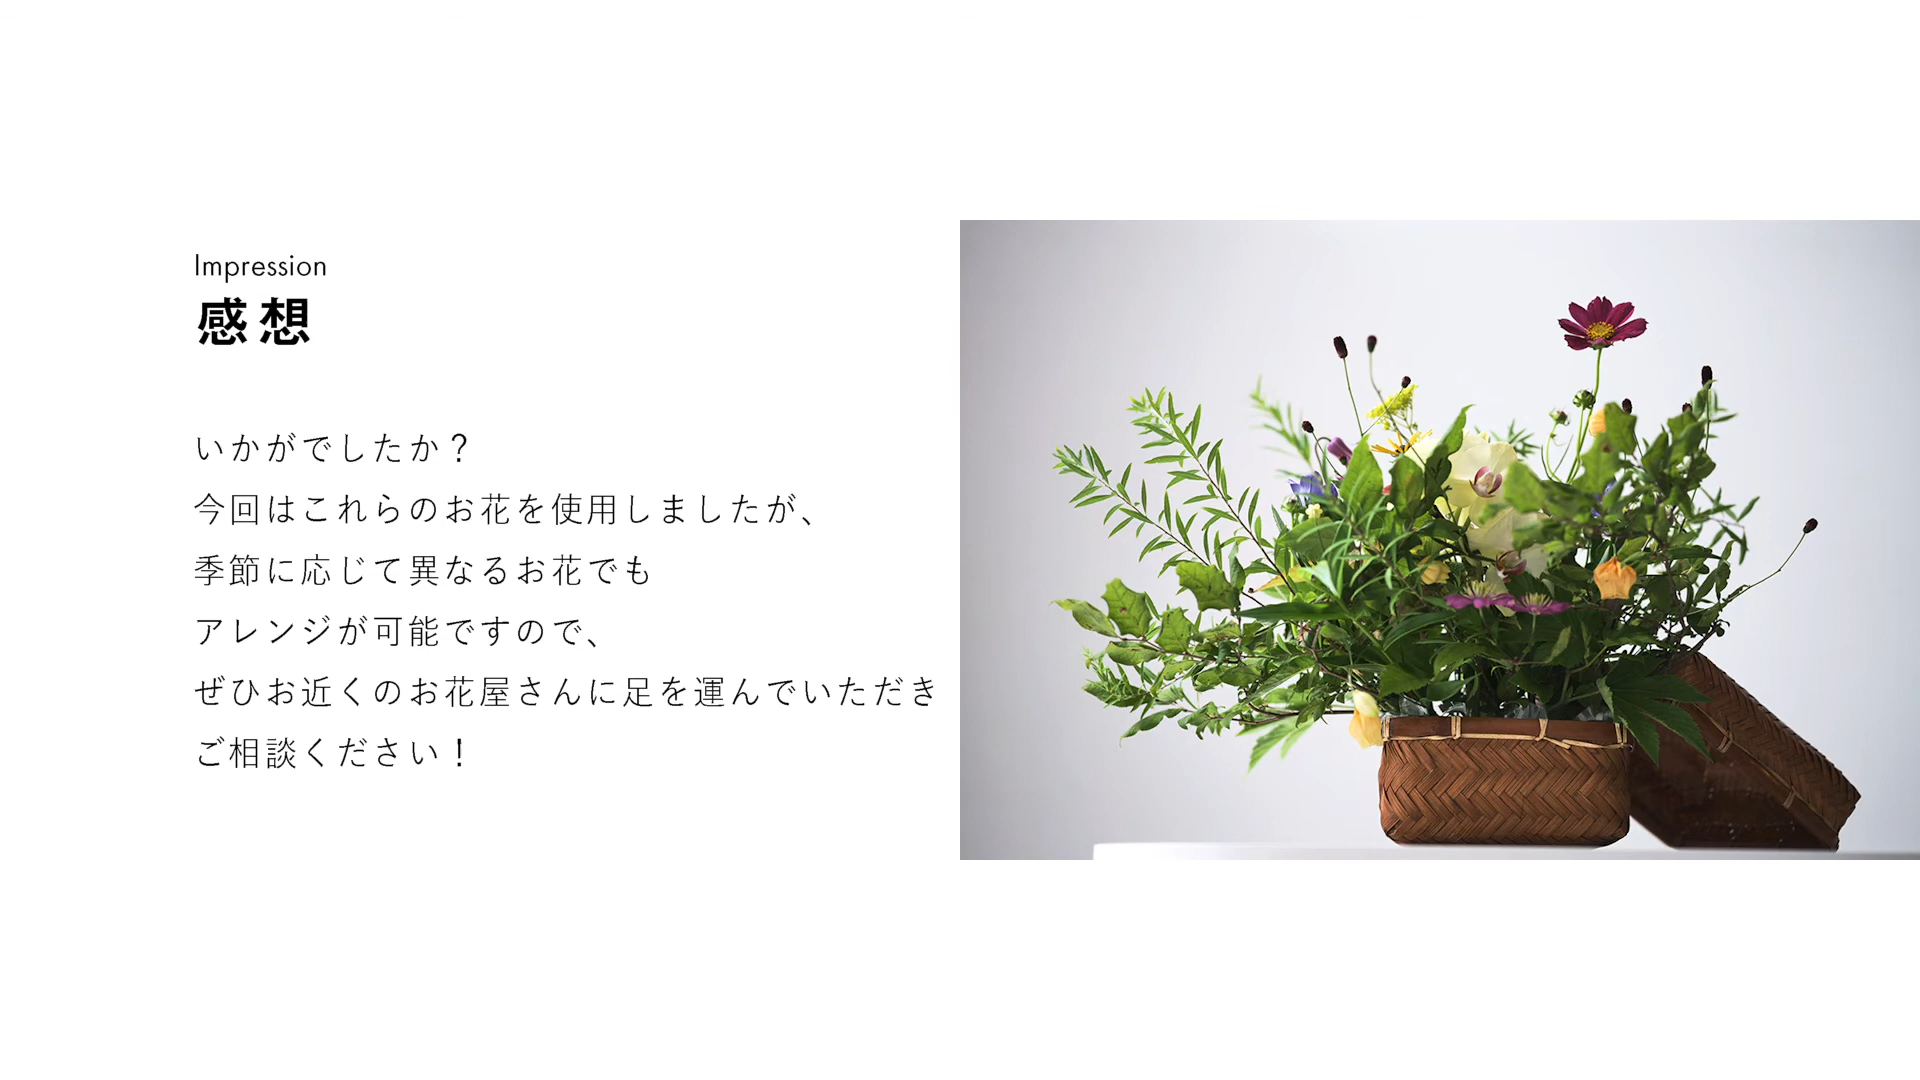 Impression
感想
いかがでしたか？
今回はこれらのお花を使用しましたが、
季節に応じて異なるお花でも
アレンジが可能ですので、
ぜひお近くのお花屋さんに足を運んでいただき
ご相談ください！